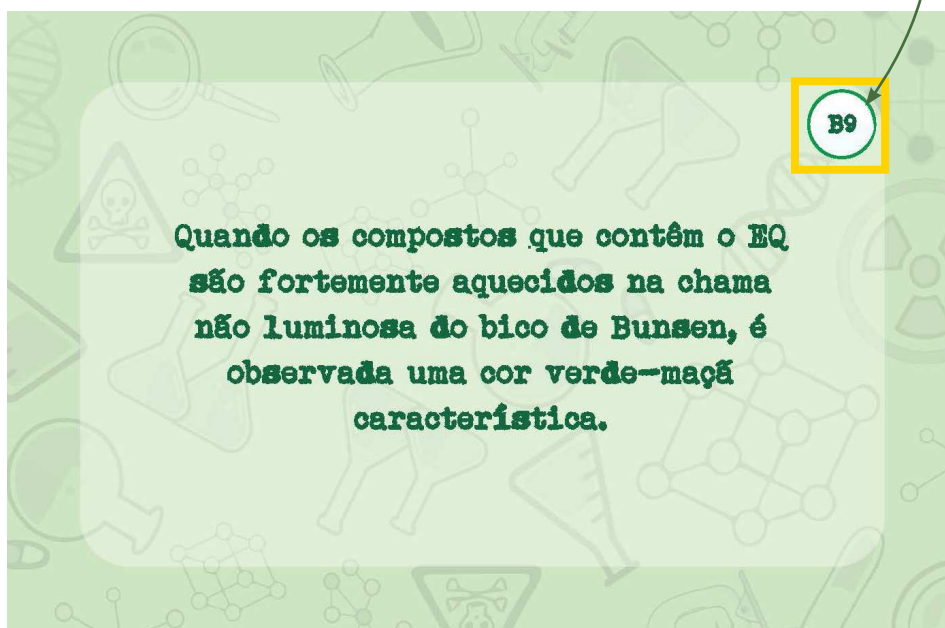 B9
Quando os compostos que contêm o EQ
são fortemente aquecidos na chama
não luminosa do bico de Bunsen, é
observada uma cor verde-maçã
característica.